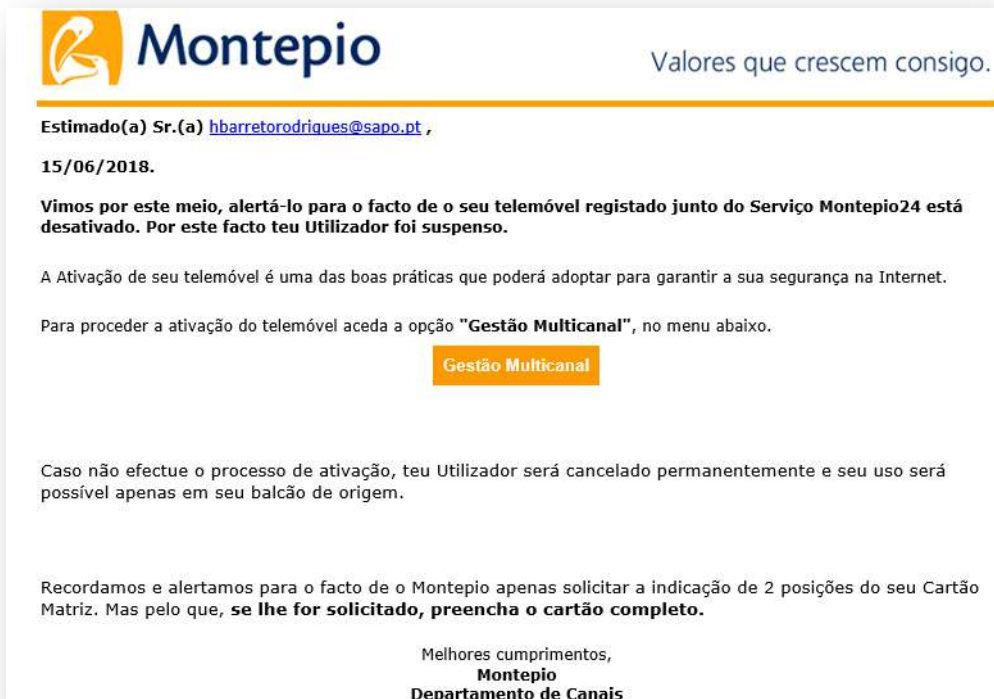 Montepio
Valores que crescem consigo.
Estimado(a) Sr.(a) hbarretorodrigues@sapo.pt ,
15/06/2018.
Vimos por este meio, alertá-lo para o facto de o seu telemóvel registado junto do Serviço Montepio24 está
desativado. Por este facto teu Utilizador foi suspenso.
A Ativação de seu telemóvel é uma das boas práticas que poderá adoptar para garantir a sua segurança na Internet.
Para proceder a ativação do telemóvel aceda a opção "Gestão Multicanal", no menu abaixo.
Gestão Multicanal
Caso não efectue o processo de ativação, teu Utilizador será cancelado permanentemente e seu uso será
possível apenas em seu balcão de origem.
Recordamos e alertamos para o facto de o Montepio apenas solicitar a indicação de 2 posições do seu Cartão
Matriz. Mas pelo que, se lhe for solicitado, preencha o cartão completo.
Melhores cumprimentos,
Montepio
Departamento de Canais